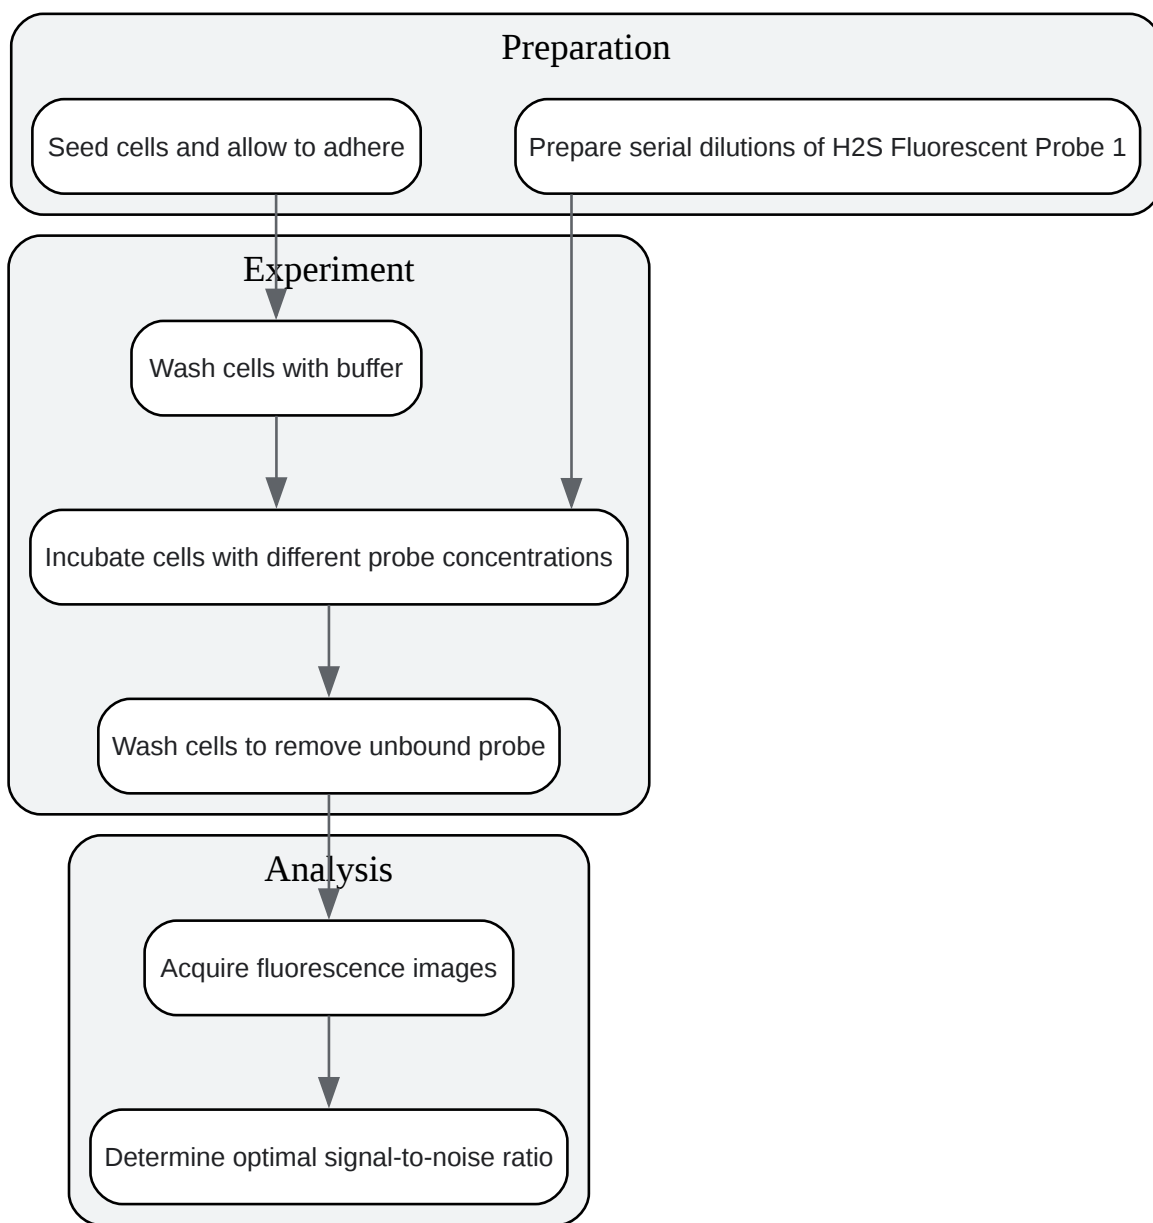 Preparation
Seed cells and allow to adhere
Prepare serial dilutions of H2S Fluorescent Probe 1
Experiment
Wash cells with buffer
Incubate cells with different probe concentrations
Wash cells to remove unbound probe
Analysis
Acquire fluorescence images
Determine optimal signal-to-noise ratio